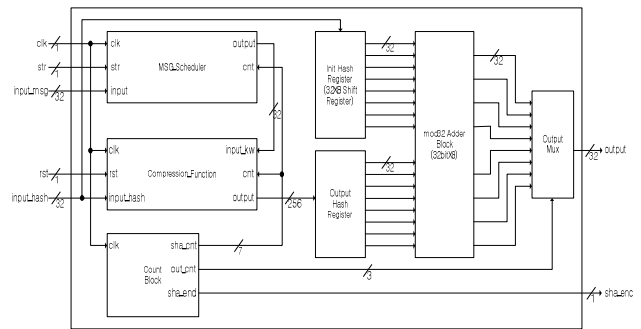 clk
1
str
1
input_msg
32
clk
str
input
MSG_Scheduler
output
cnt
32
rst
1
input_hash
32
clk
rst
input_hash
Compression_Function
input_kw
cnt
output
256
clk
Count
Block
sha_cnt
7
out_cnt
3
sha_end
Init Hash
Register
(32X8 Shift
Register)
32
Output
Hash
Register
32
mod32 Adder
Block
(32bitX8)
32
Output
Mux
32
output
1
sha_enc